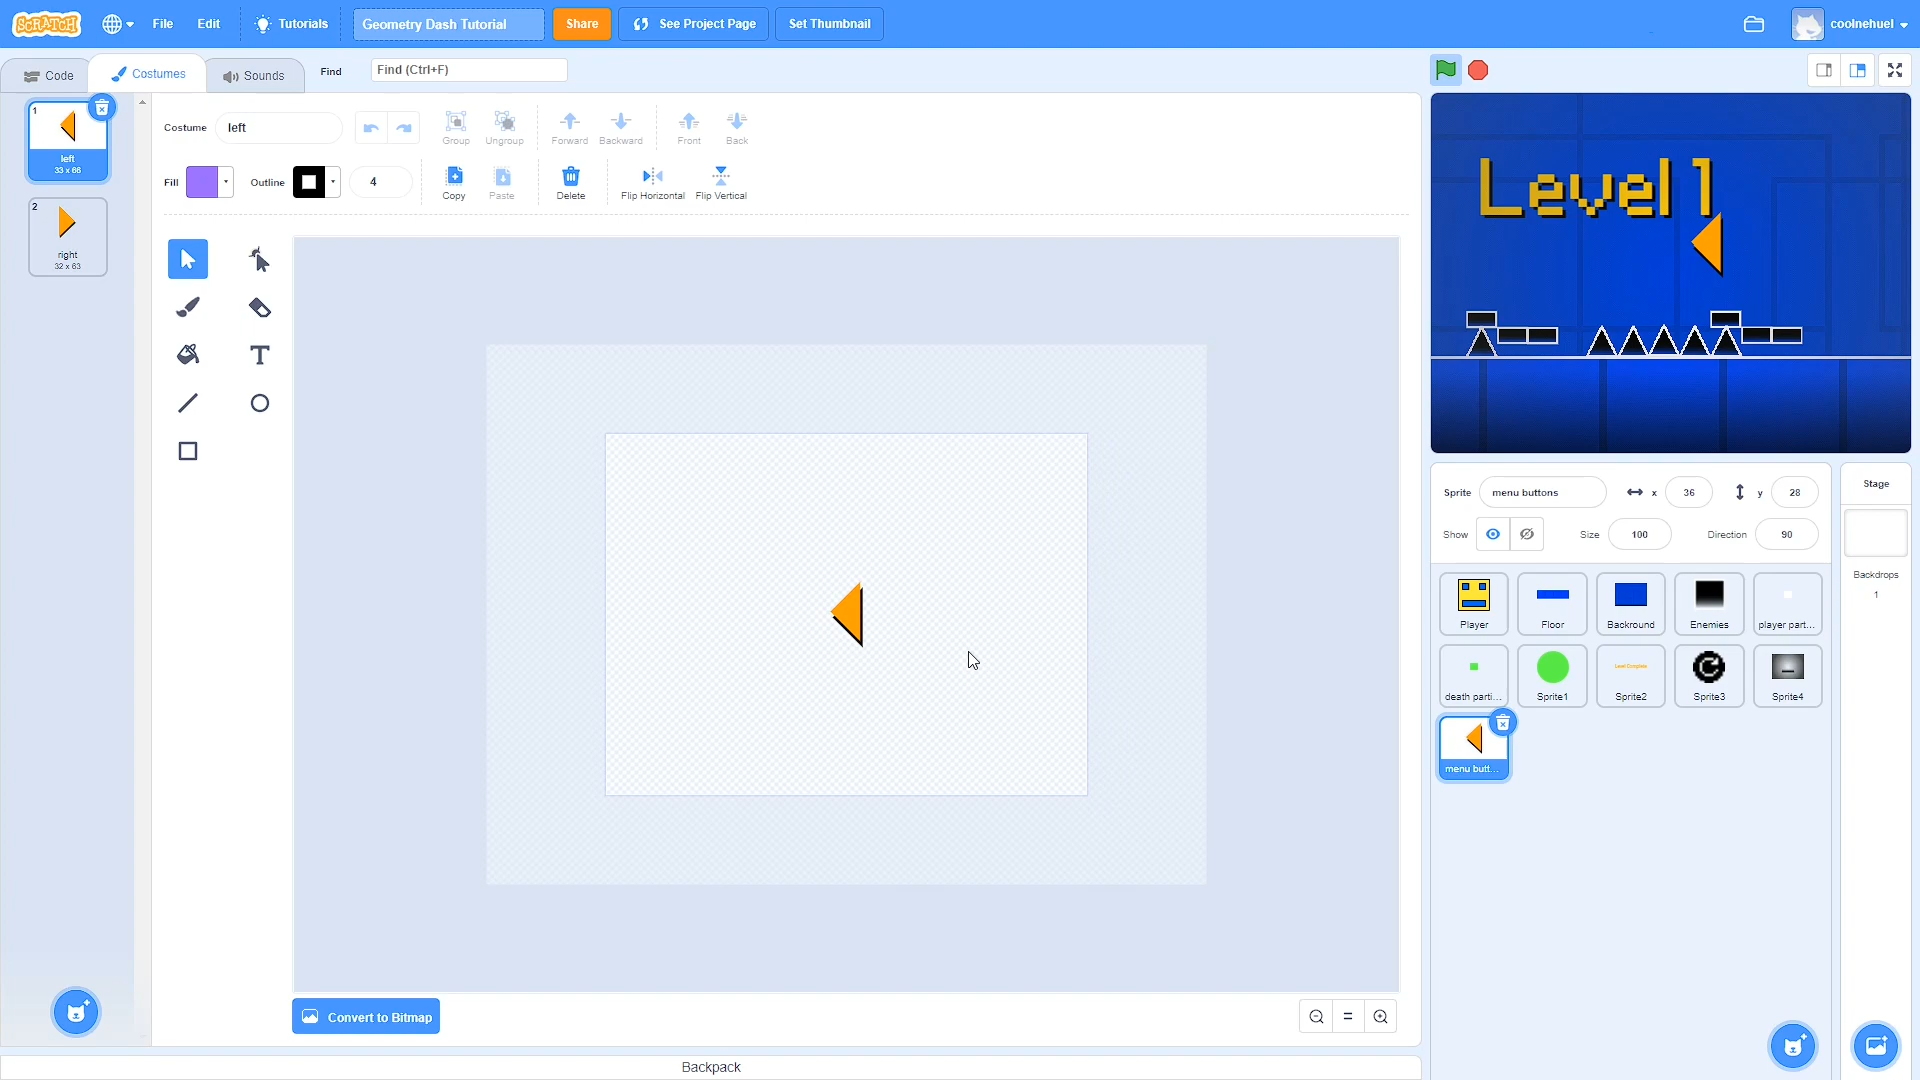 SCRATCH
File
Edit
Tutorials
Geometry Dash Tutorial
Share
See Project Page
Set Thumbnail
coolnehuel
Code
Costumes
Sounds
Find
Find (Ctrl+F)
1
left
33 x 66
2
right
32 x 63
Costume
left
Group
Ungroup
Forward
Backward
Front
Back
Fill
Outline
4
Copy
Paste
Delete
Flip Horizontal
Flip Vertical
Convert to Bitmap
Backpack
Level 1
Sprite
menu buttons
x
36
y
28
Show
Size
100
Direction
90
Stage
Backdrops
1
Player
Floor
Backround
Enemies
player part...
death parti...
Sprite1
Level Complete
Sprite2
Sprite3
Sprite4
menu butt...